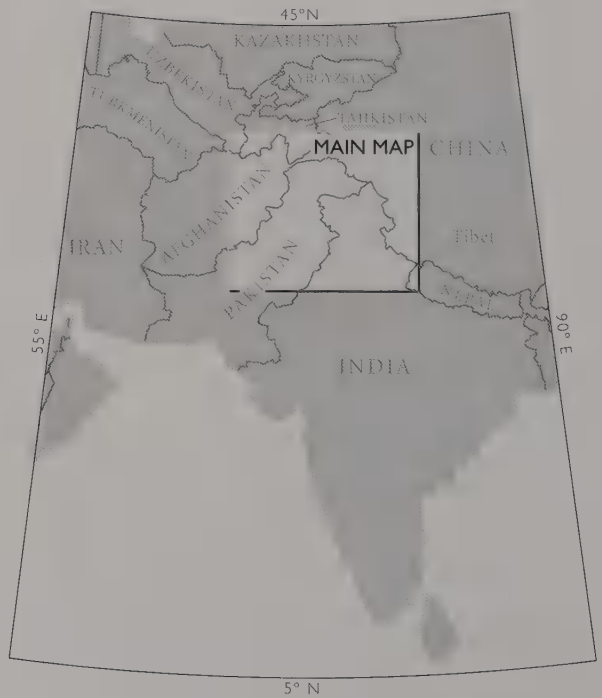 45°N
KAZAKHSTAN
UZBEKISTAN
KYRGYZSTAN
TURKMENISTAN
TAJIKISTAN
MAIN MAP
CHINA
AFGHANISTAN
IRAN
Tibet
PAKISTAN
NEPAL
55° E
90° E
INDIA
5° N